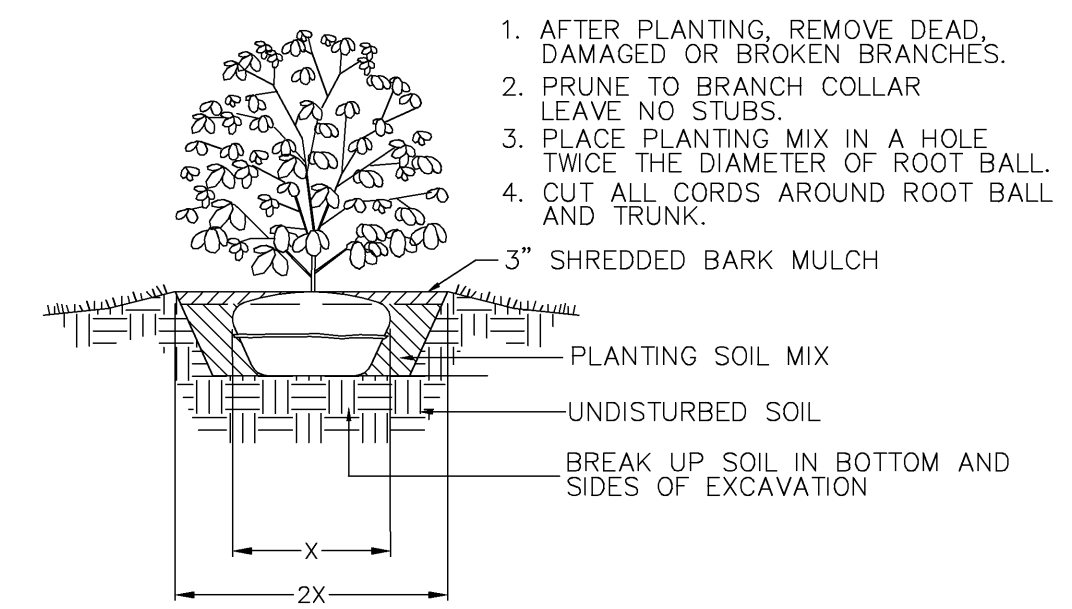 1. AFTER PLANTING, REMOVE DEAD,
DAMAGED OR BROKEN BRANCHES.
2. PRUNE TO BRANCH COLLAR
LEAVE NO STUBS.
3. PLACE PLANTING MIX IN A HOLE
TWICE THE DIAMETER OF ROOT BALL.
4. CUT ALL CORDS AROUND ROOT BALL
AND TRUNK.
3" SHREDDED BARK MULCH
PLANTING SOIL MIX
UNDISTURBED SOIL
BREAK UP SOIL IN BOTTOM AND
SIDES OF EXCAVATION
X
2X